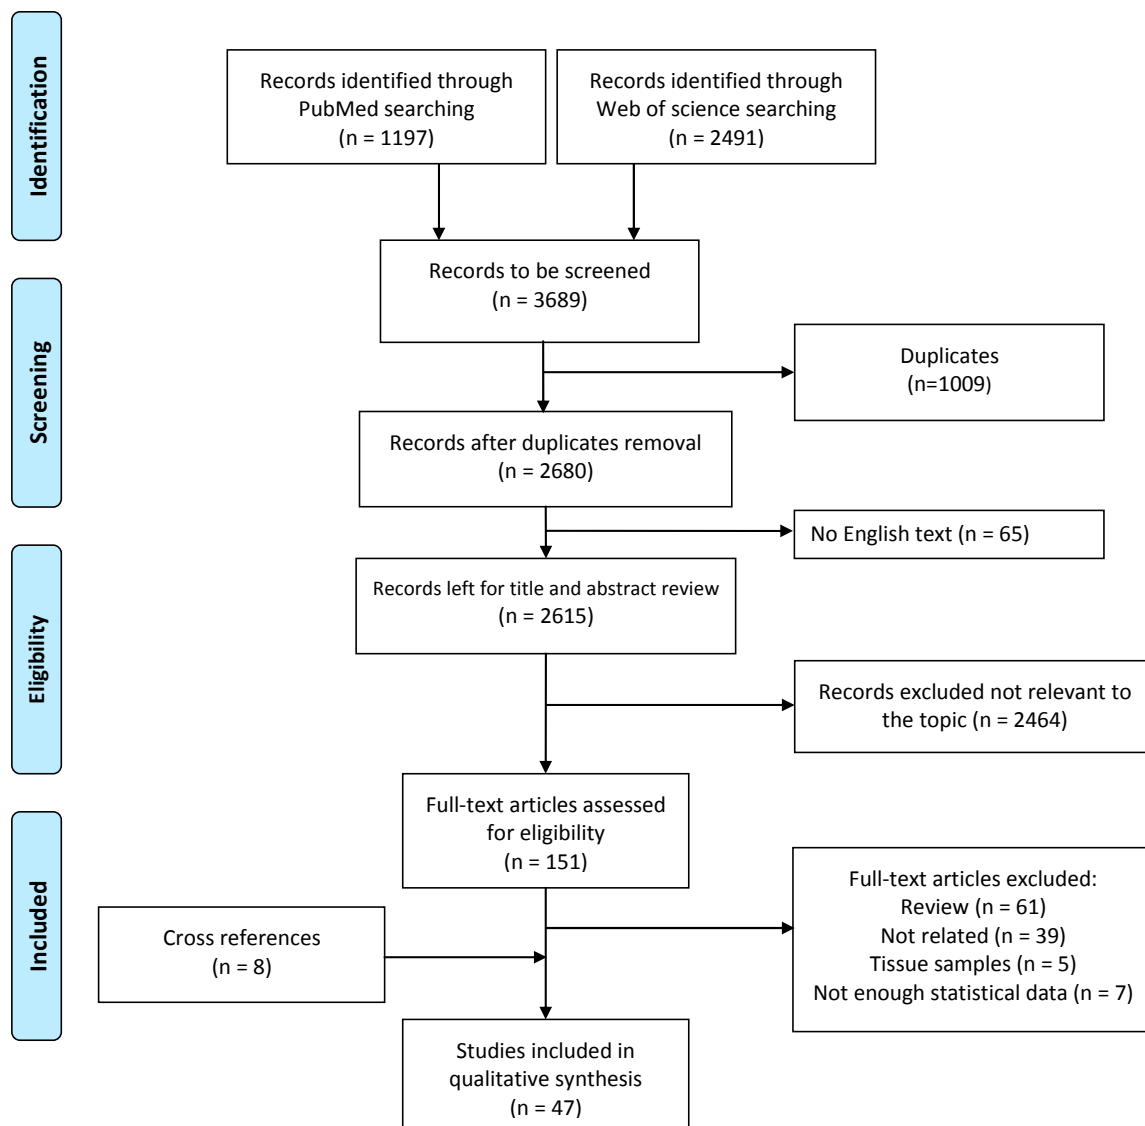 Identification
Records identified through
PubMed searching
(n = 1197)
Records identified through
Web of science searching
(n = 2491)
Records to be screened
(n = 3689)
Screening
Duplicates
(n=1009)
Records after duplicates removal
(n = 2680)
No English text (n = 65)
Eligibility
Records left for title and abstract review
(n = 2615)
Records excluded not relevant to
the topic (n = 2464)
Full-text articles assessed
for eligibility
(n = 151)
Included
Full-text articles excluded:
Review (n = 61)
Not related (n = 39)
Tissue samples (n = 5)
Not enough statistical data (n = 7)
Cross references
(n = 8)
Studies included in
qualitative synthesis
(n = 47)